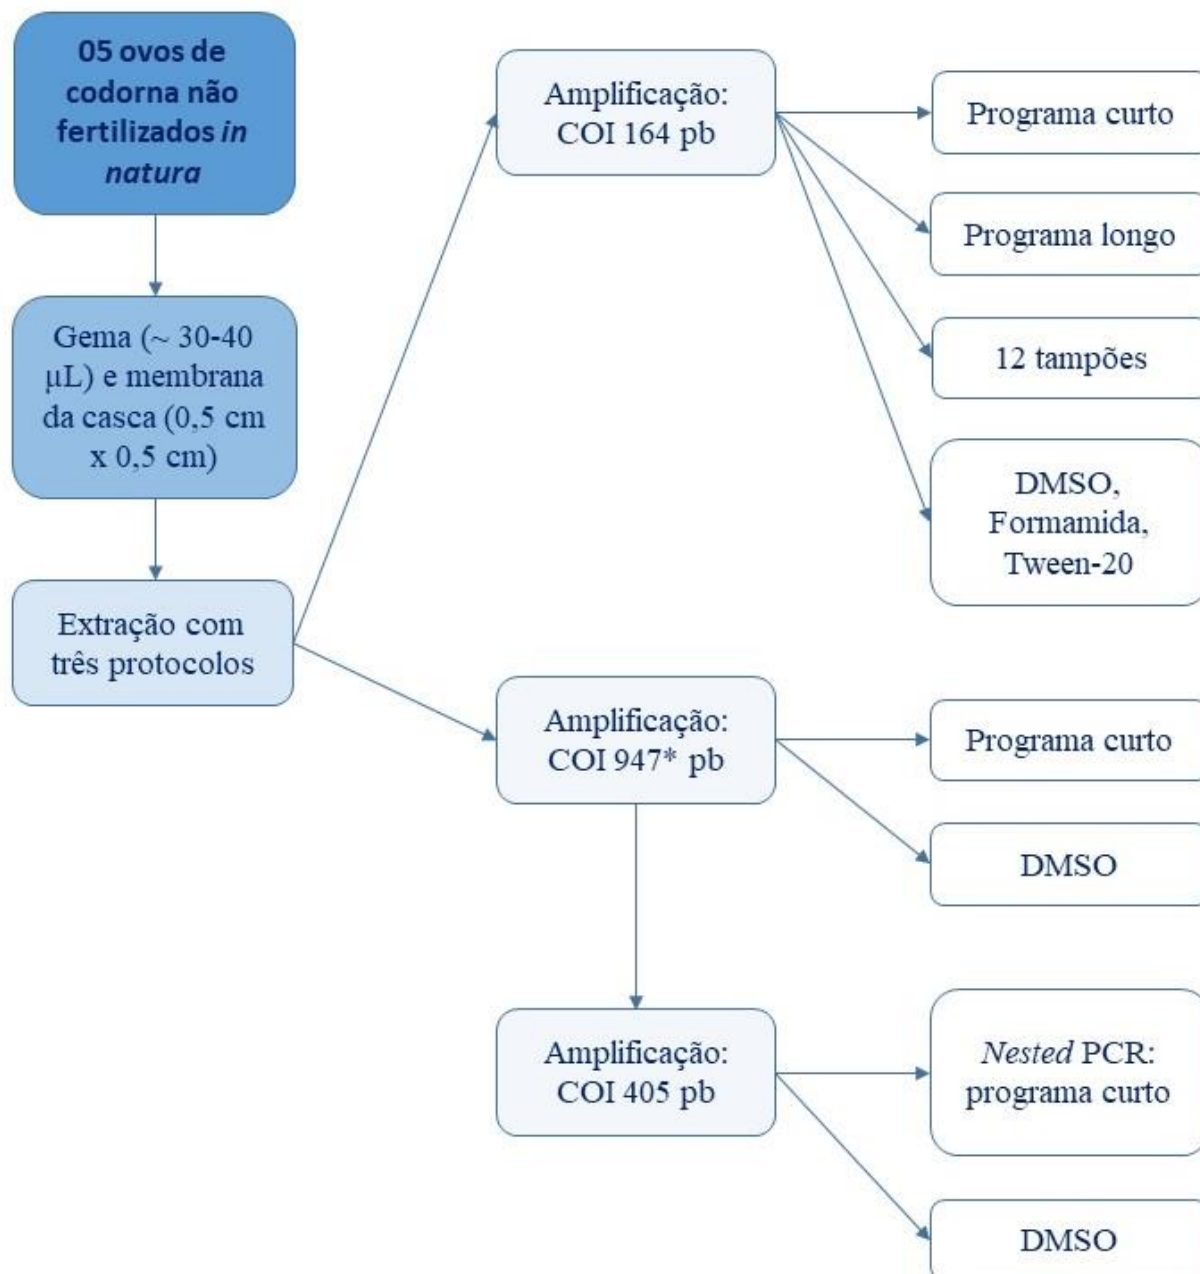 05 ovos de
codorna não
fertilizados in
natura
Gema (~ 30-40
µL) e membrana
da casca (0,5 cm
x 0,5 cm)
Extração com
três protocolos
Amplificação:
COI 164 pb
Programa curto
Programa longo
12 tampões
DMSO,
Formamida,
Tween-20
Amplificação:
COI 947* pb
Programa curto
DMSO
Amplificação:
COI 405 pb
Nested PCR:
programa curto
DMSO